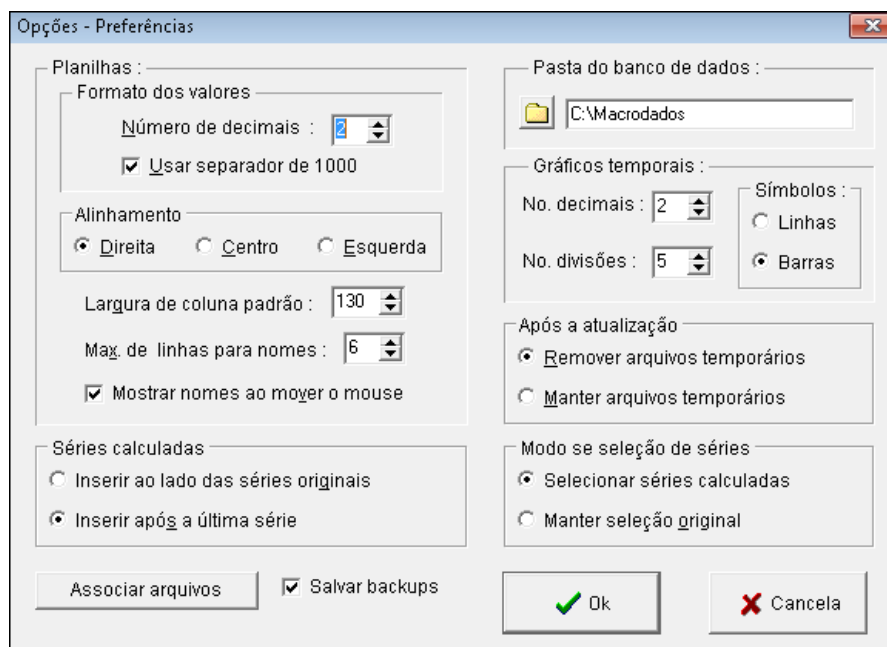 Opções - Preferências
Planilhas :
Formato dos valores
Número de decimais : 2
Usar separador de 1000
Alinhamento
Direita Centro Esquerda
Largura de coluna padrão : 130
Max. de linhas para nomes : 6
Mostrar nomes ao mover o mouse
Séries calculadas
Inserir ao lado das séries originais
Inserir após a última série
Associar arquivos Salvar backups
Pasta do banco de dados :
C:\Macrodados
Gráficos temporais :
No. decimais : 2
No. divisões : 5
Símbolos :
Linhas
Barras
Após a atualização
Remover arquivos temporários
Manter arquivos temporários
Modo se seleção de séries
Selecionar séries calculadas
Manter seleção original
Ok Cancela